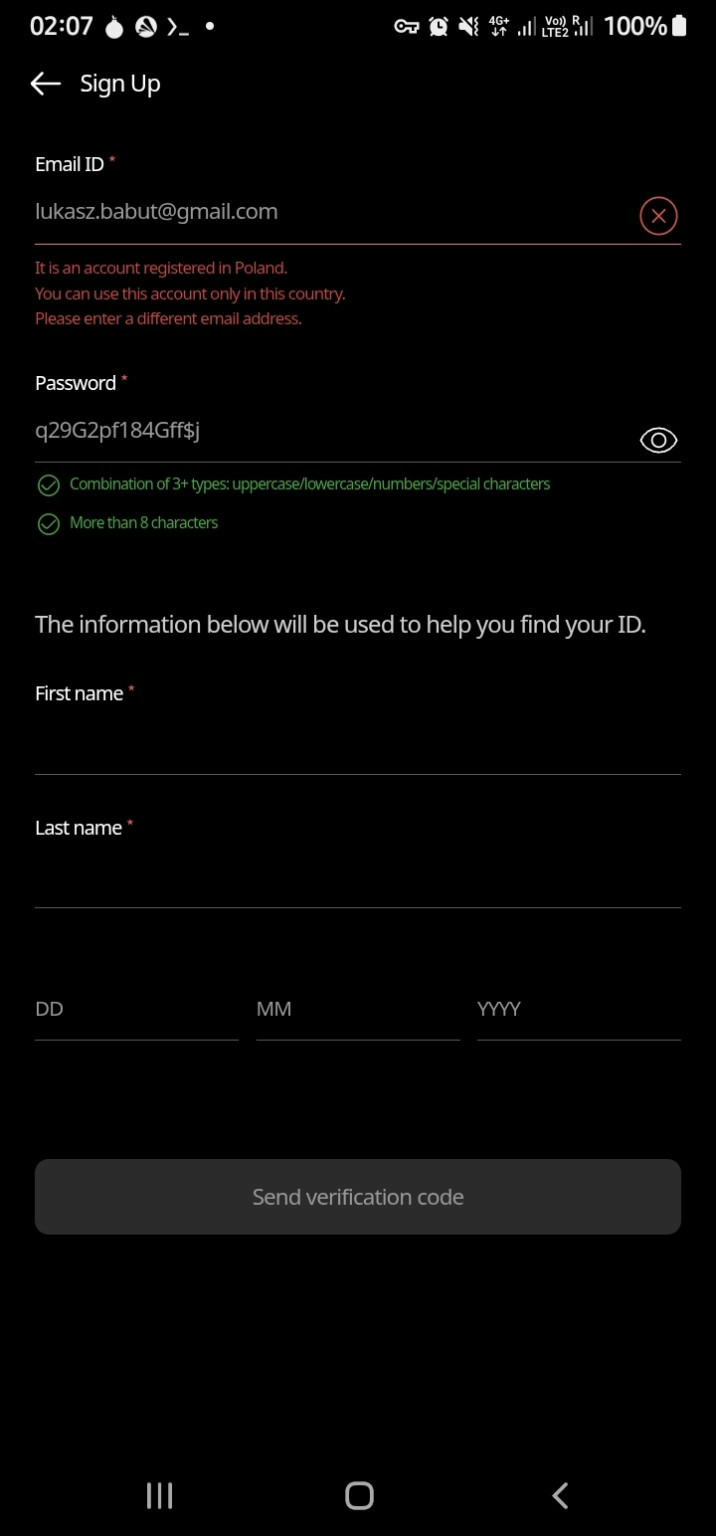 02:07 4G+ Vo)) R LTE2 100%
Sign Up
Email ID *
lukasz.babut@gmail.com
It is an account registered in Poland.
You can use this account only in this country.
Please enter a different email address.
Password *
q29G2pf184Gff$j
Combination of 3+ types: uppercase/lowercase/numbers/special characters
More than 8 characters
The information below will be used to help you find your ID.
First name *
Last name *
DD MM YYYY
Send verification code